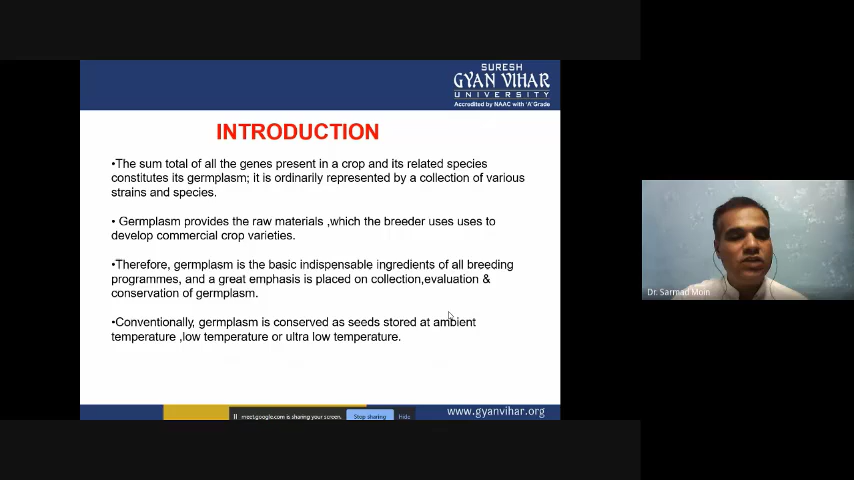 SURESH
GYAN VIHAR
UNIVERSITY
Accredited by NAAC with 'A' Grade
INTRODUCTION
•The sum total of all the genes present in a crop and its related species
constitutes its germplasm; it is ordinarily represented by a collection of various
strains and species.
• Germplasm provides the raw materials ,which the breeder uses uses to
develop commercial crop varieties.
•Therefore, germplasm is the basic indispensable ingredients of all breeding
programmes, and a great emphasis is placed on collection,evaluation &
conservation of germplasm.
•Conventionally, germplasm is conserved as seeds stored at ambient
temperature ,low temperature or ultra low temperature.
meet.google.com is sharing your screen.
Stop sharing
Hide
www.gyanvihar.org
Dr. Sarmad Moin